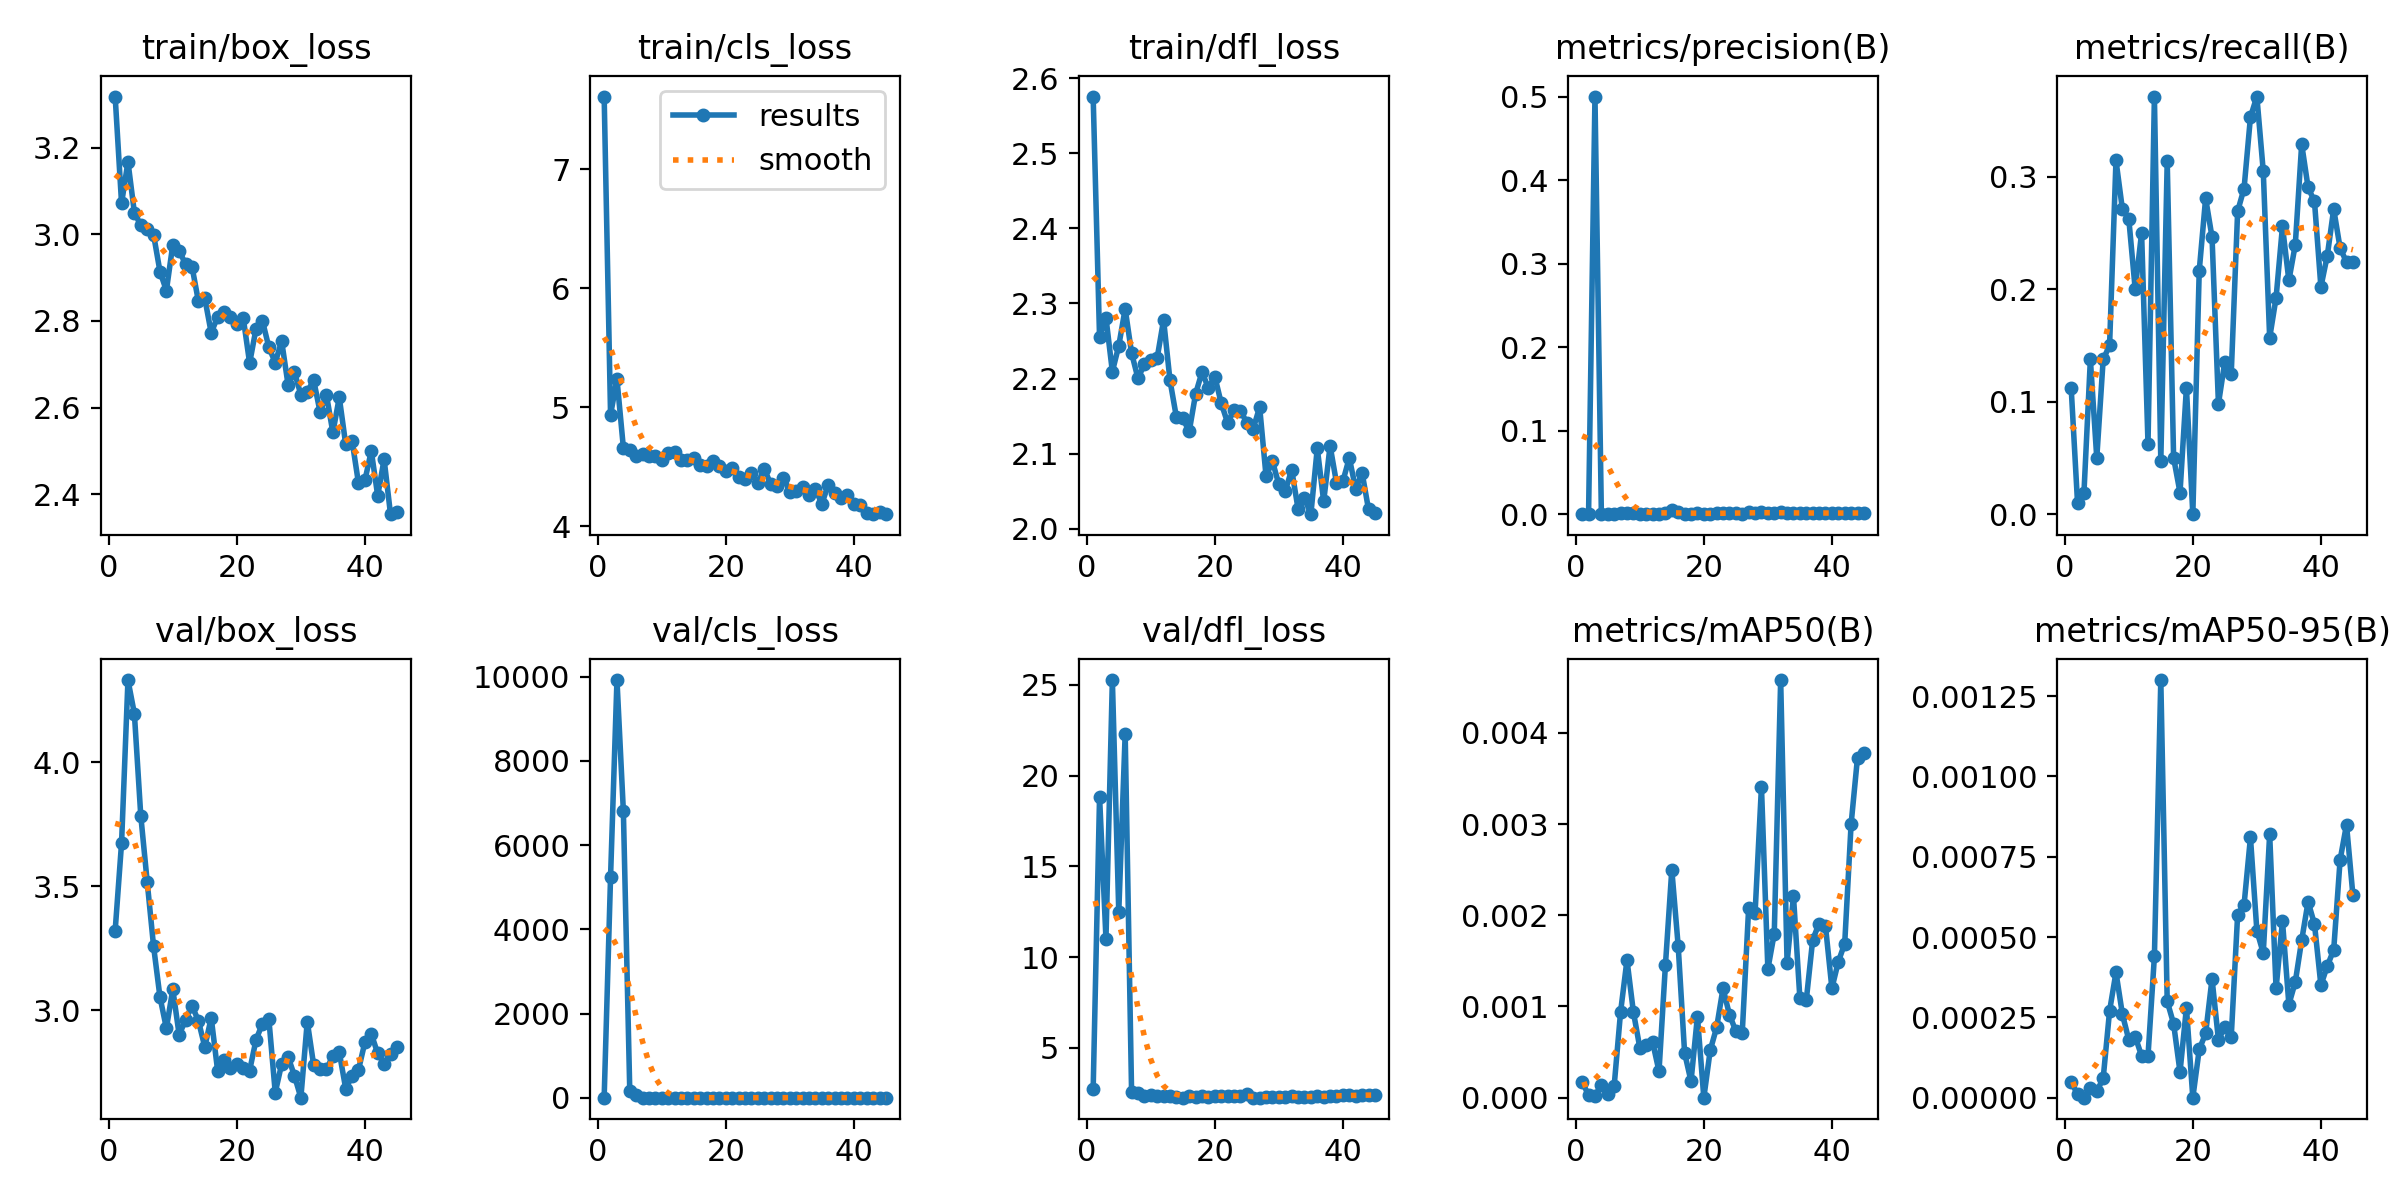 train/box_loss
train/cls_loss
train/dfl_loss
metrics/precision(B)
metrics/recall(B)
3.2
3.0
2.8
2.6
2.4
0 20 40
results
smooth
7
6
5
4
0 20 40
2.6
2.5
2.4
2.3
2.2
2.1
2.0
0 20 40
0.5
0.4
0.3
0.2
0.1
0.0
0 20 40
0.3
0.2
0.1
0.0
0 20 40
val/box_loss
val/cls_loss
val/dfl_loss
metrics/mAP50(B)
metrics/mAP50-95(B)
4.0
3.5
3.0
0 20 40
10000
8000
6000
4000
2000
0
0 20 40
25
20
15
10
5
0 20 40
0.004
0.003
0.002
0.001
0.000
0 20 40
0.00125
0.00100
0.00075
0.00050
0.00025
0.00000
0 20 40